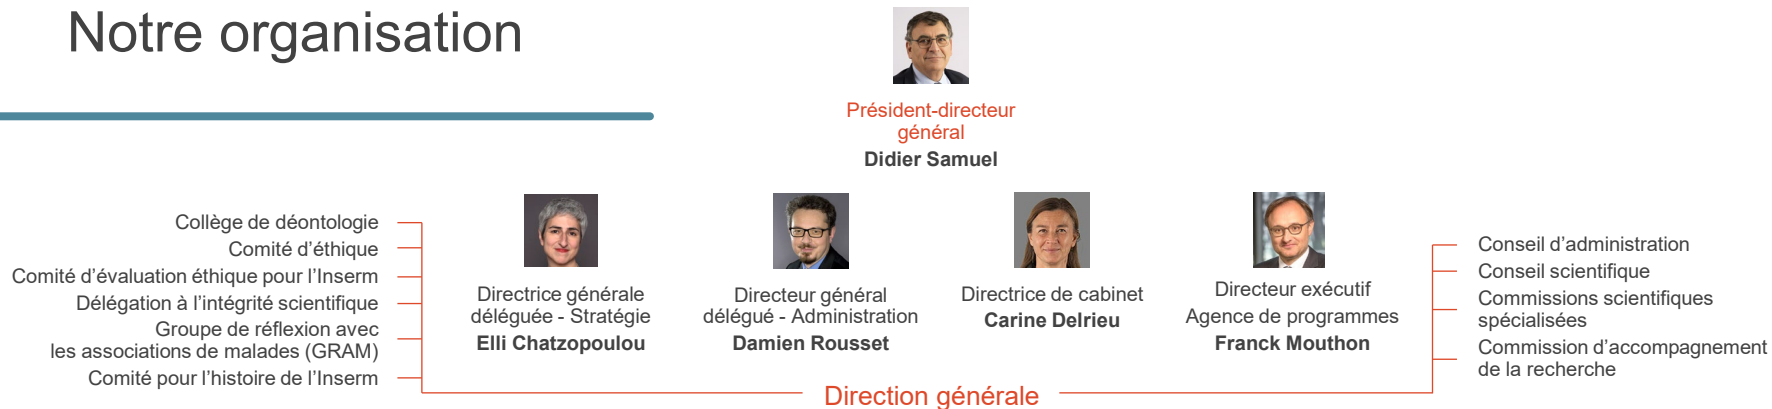 Notre organisation
Président-directeur
général
Didier Samuel
Collège de déontologie
Comité d’éthique
Comité d’évaluation éthique pour l’Inserm
Délégation à l’intégrité scientifique
Groupe de réflexion avec
les associations de malades (GRAM)
Comité pour l’histoire de l’Inserm
Directrice générale
déléguée - Stratégie
Elli Chatzopoulou
Directeur général
délégué - Administration
Damien Rousset
Directrice de cabinet
Carine Delrieu
Directeur exécutif
Agence de programmes
Franck Mouthon
Conseil d’administration
Conseil scientifique
Commissions scientifiques
spécialisées
Commission d’accompagnement
de la recherche
Direction générale